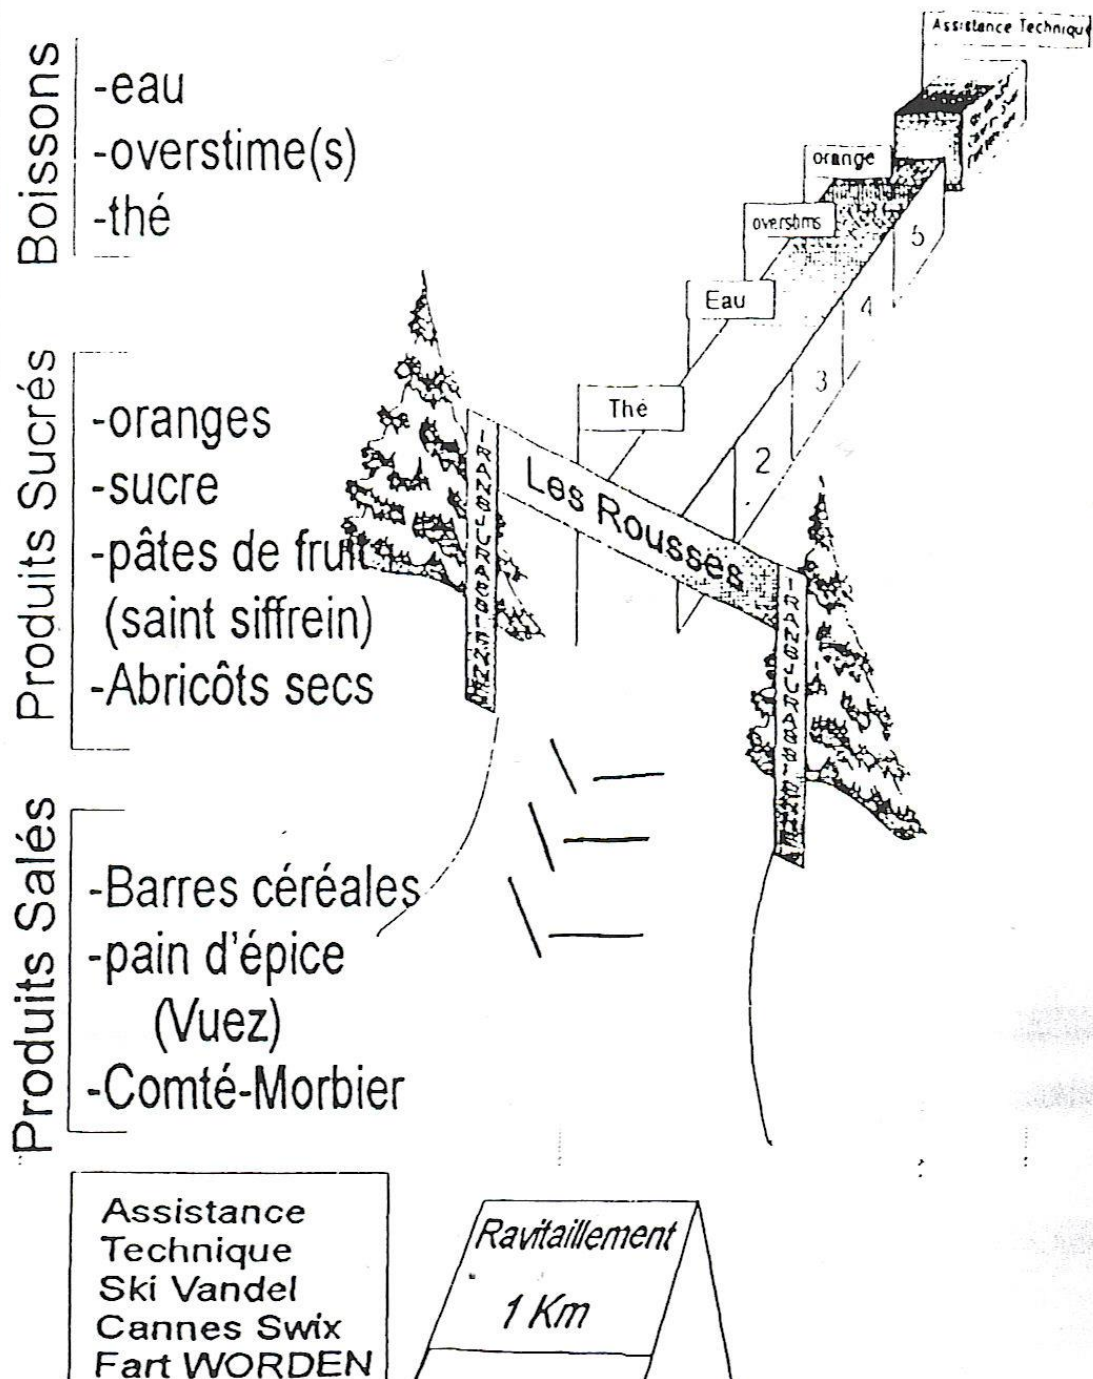 Boissons
-eau
-overstime(s)
-thé
Produits Sucrés
-oranges
-sucre
-pâtes de fruit
(saint siffrein)
-Abricôts secs
Produits Salés
-Barres céréales
-pain d'épice
(Vuez)
-Comté-Morbier
Assistance
Technique
Ski Vandel
Cannes Swix
Fart WORDEN
Assistance Technique
orange
overstims
Eau
Thé
5
4
3
2
Les Rousses
TRANSJURASSIENNE
TRANSJURASSIENNE
Ravitaillement
1 Km